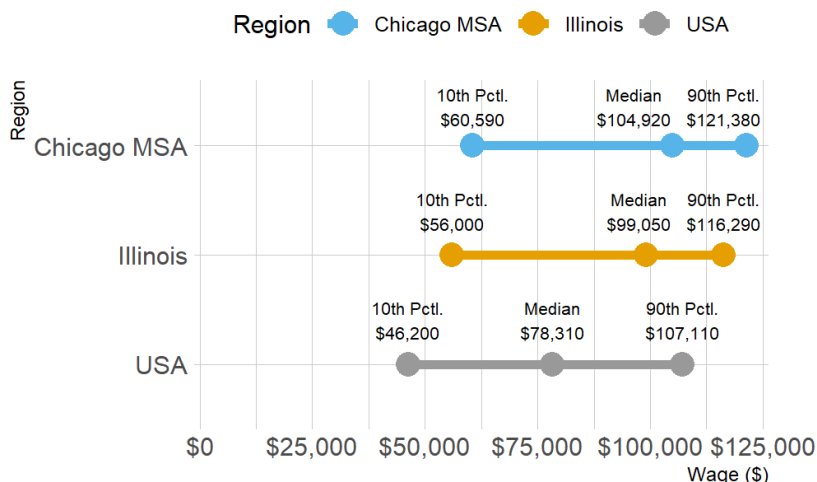 Region Chicago MSA Illinois USA
Region
10th Pctl. Median 90th Pctl.
$60,590 $104,920 $121,380
Chicago MSA
10th Pctl. Median 90th Pctl.
$56,000 $99,050 $116,290
Illinois
10th Pctl. Median 90th Pctl.
$46,200 $78,310 $107,110
USA
$0 $25,000 $50,000 $75,000 $100,000 $125,000
Wage ($)